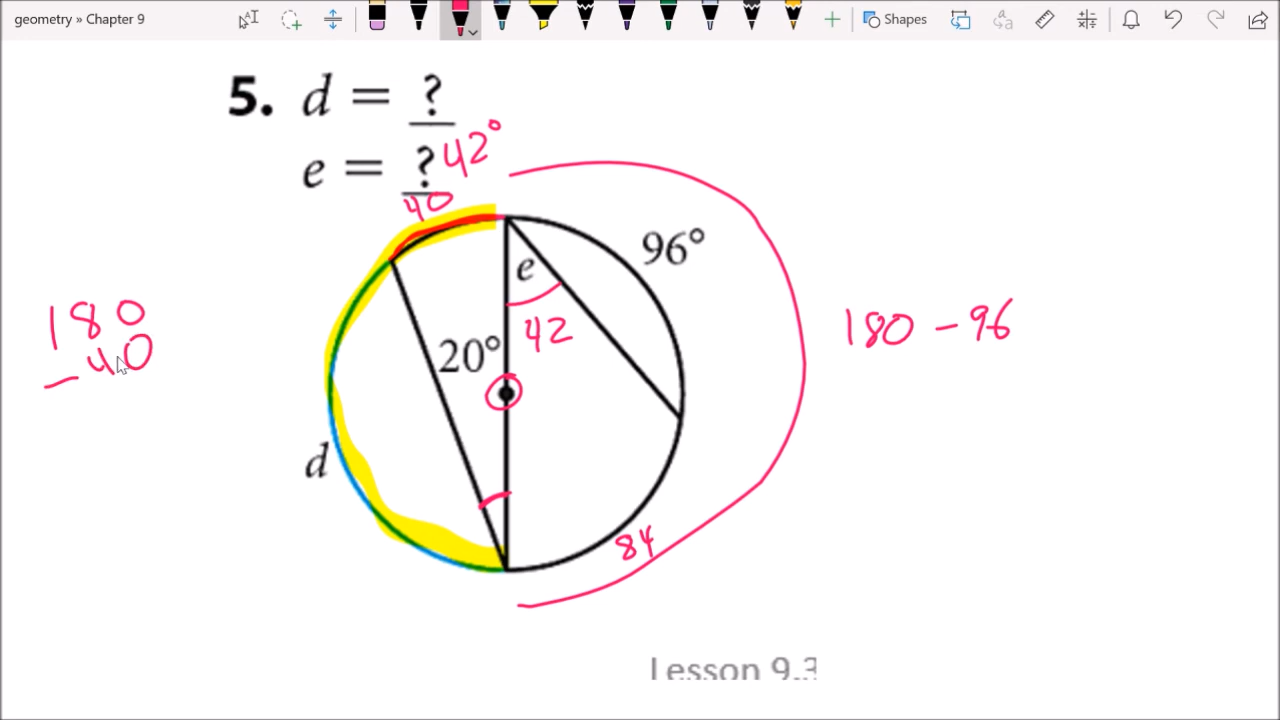 geometry » Chapter 9
Shapes
5. d = ?
e = ? 42°
40
96°
e
180
- 40
42
180 - 96
20°
d
84
Lesson 9.3